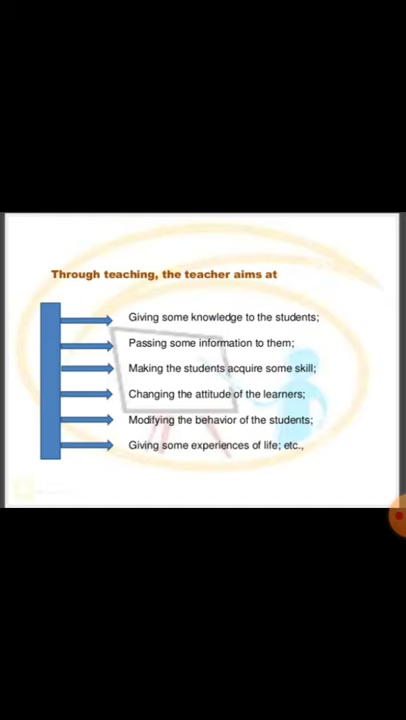 Through teaching, the teacher aims at
Giving some knowledge to the students;
Passing some information to them;
Making the students acquire some skill;
Changing the attitude of the learners;
Modifying the behavior of the students;
Giving some experiences of life; etc.,